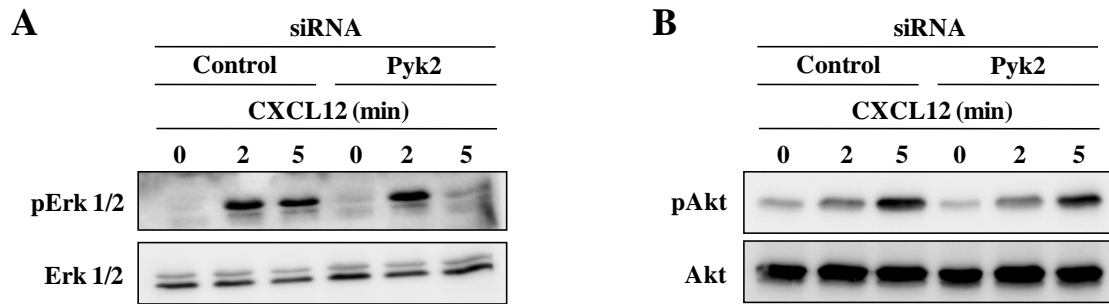 A
siRNA
Control Pyk2
CXCL12 (min)
0 2 5 0 2 5
pErk 1/2
Erk 1/2
B
siRNA
Control Pyk2
CXCL12 (min)
0 2 5 0 2 5
pAkt
Akt